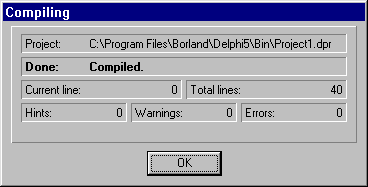 Compiling
Project: C:\Program Files\Borland\Delphi5\Bin\Project1.dpr
Done: Compiled.
Current line: 0 Total lines: 40
Hints: 0 Warnings: 0 Errors: 0
OK